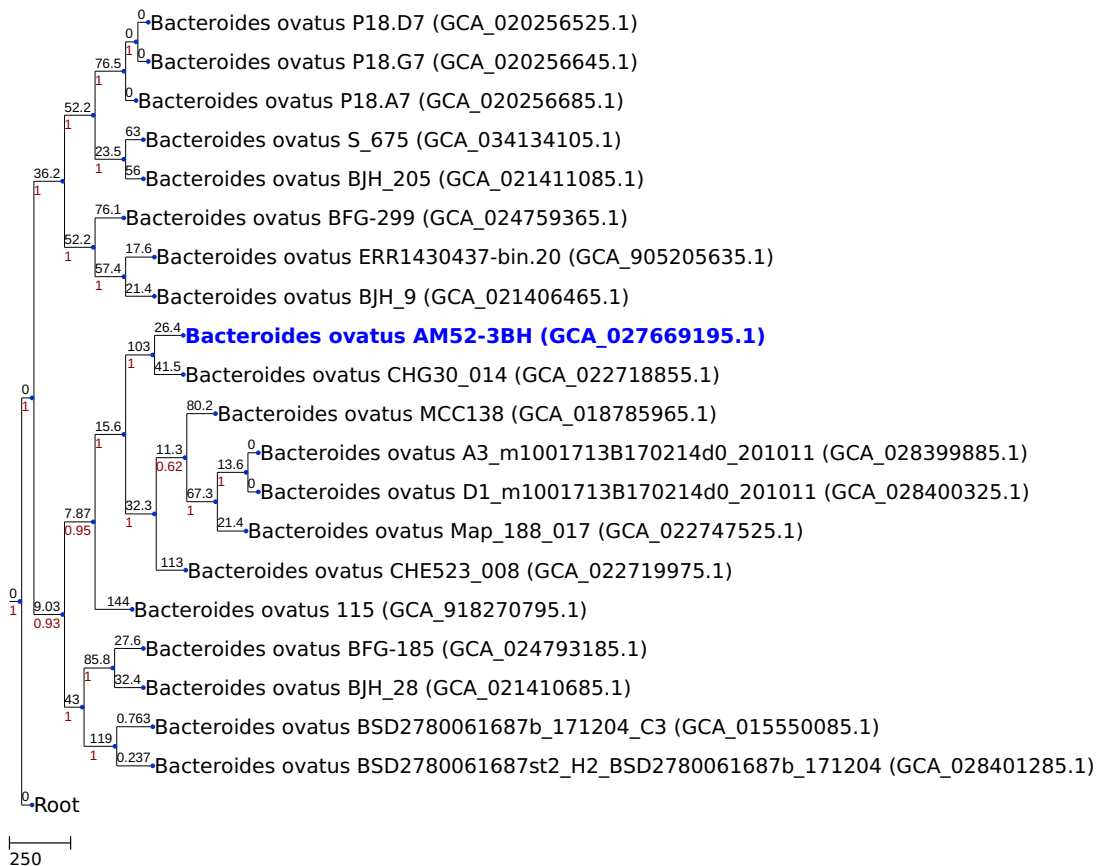 0
Bacteroides ovatus P18.D7 (GCA_020256525.1)
0
1
0
Bacteroides ovatus P18.G7 (GCA_020256645.1)
76.5
1
0
Bacteroides ovatus P18.A7 (GCA_020256685.1)
52.2
1
63
Bacteroides ovatus S_675 (GCA_034134105.1)
23.5
1
56
Bacteroides ovatus BJH_205 (GCA_021411085.1)
36.2
1
76.1
Bacteroides ovatus BFG-299 (GCA_024759365.1)
52.2
1
17.6
Bacteroides ovatus ERR1430437-bin.20 (GCA_905205635.1)
57.4
1
21.4
Bacteroides ovatus BJH_9 (GCA_021406465.1)
26.4
Bacteroides ovatus AM52-3BH (GCA_027669195.1)
103
1
41.5
Bacteroides ovatus CHG30_014 (GCA_022718855.1)
0
1
80.2
Bacteroides ovatus MCC138 (GCA_018785965.1)
15.6
1
11.3
0.62
0
Bacteroides ovatus A3_m1001713B170214d0_201011 (GCA_028399885.1)
13.6
1
0
Bacteroides ovatus D1_m1001713B170214d0_201011 (GCA_028400325.1)
67.3
1
32.3
1
21.4
Bacteroides ovatus Map_188_017 (GCA_022747525.1)
7.87
0.95
113
Bacteroides ovatus CHE523_008 (GCA_022719975.1)
0
1
9.03
0.93
144
Bacteroides ovatus 115 (GCA_918270795.1)
27.6
Bacteroides ovatus BFG-185 (GCA_024793185.1)
85.8
1
32.4
Bacteroides ovatus BJH_28 (GCA_021410685.1)
43
1
0.763
Bacteroides ovatus BSD2780061687b_171204_C3 (GCA_015550085.1)
119
1
0.237
Bacteroides ovatus BSD2780061687st2_H2_BSD2780061687b_171204 (GCA_028401285.1)
0
Root
250